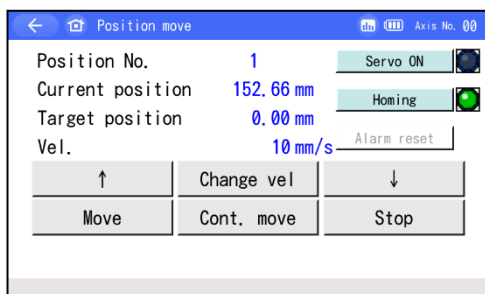 Position move Axis No. 00
Position No. 1 Servo ON
Current position 152.66 mm Homing
Target position 0.00 mm
Vel. 10 mm/s Alarm reset
↑ Change vel ↓
Move Cont. move Stop